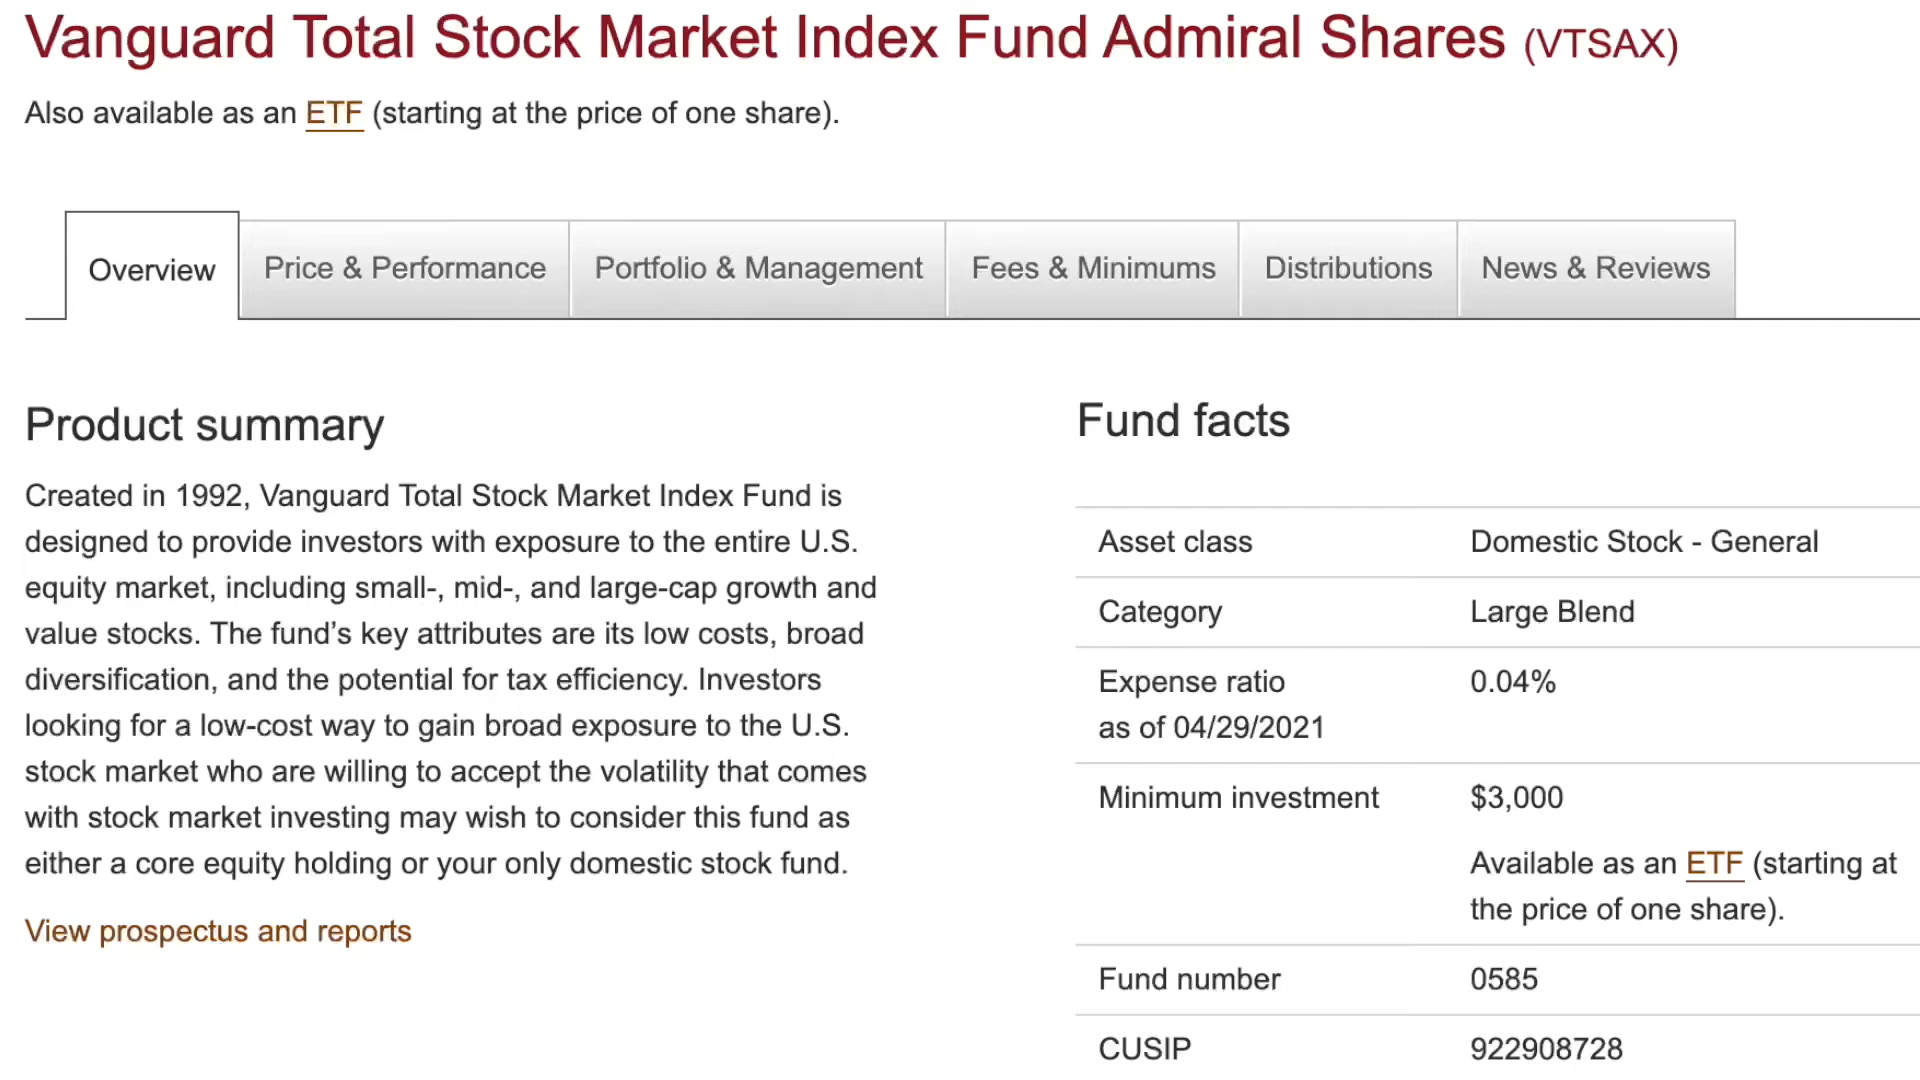 Vanguard Total Stock Market Index Fund Admiral Shares (VTSAX)
Also available as an ETF (starting at the price of one share).
Overview
Price & Performance
Portfolio & Management
Fees & Minimums
Distributions
News & Reviews
Product summary
Created in 1992, Vanguard Total Stock Market Index Fund is
designed to provide investors with exposure to the entire U.S.
equity market, including small-, mid-, and large-cap growth and
value stocks. The fund’s key attributes are its low costs, broad
diversification, and the potential for tax efficiency. Investors
looking for a low-cost way to gain broad exposure to the U.S.
stock market who are willing to accept the volatility that comes
with stock market investing may wish to consider this fund as
either a core equity holding or your only domestic stock fund.
View prospectus and reports
Fund facts
Asset class Domestic Stock - General
Category Large Blend
Expense ratio 0.04%
as of 04/29/2021
Minimum investment $3,000
Available as an ETF (starting at
the price of one share).
Fund number 0585
CUSIP 922908728